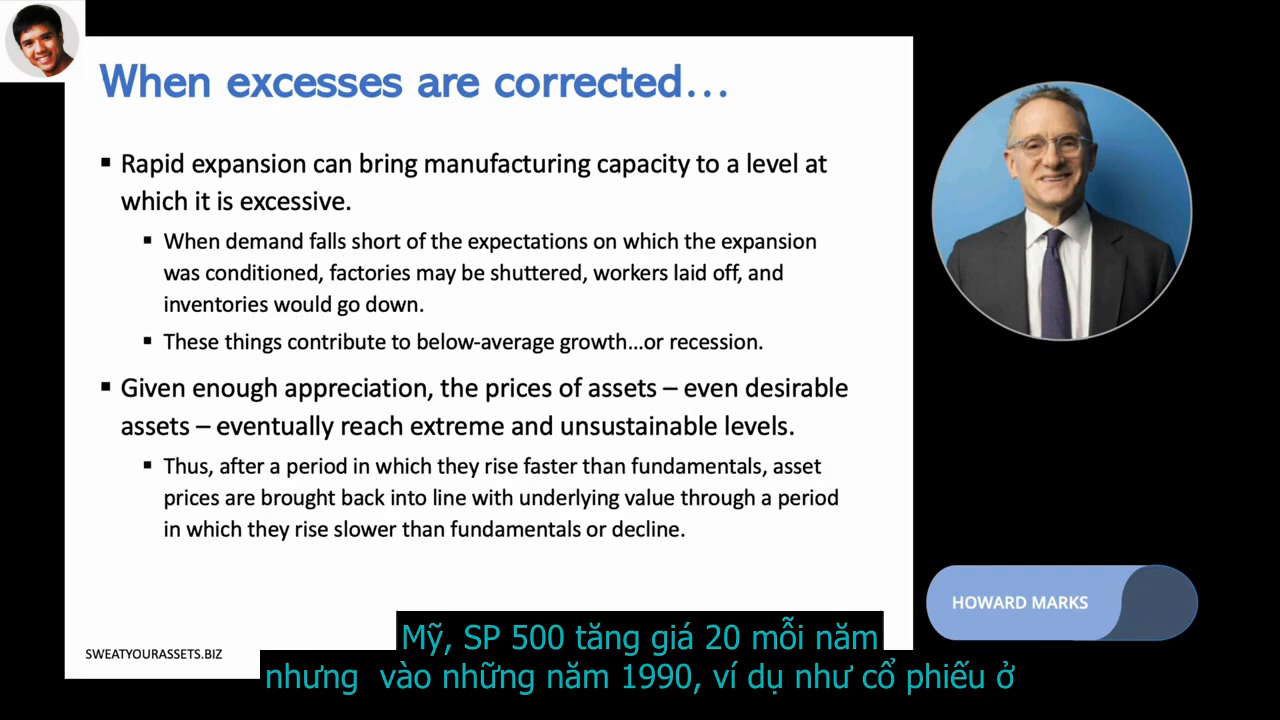 When excesses are corrected…
▪ Rapid expansion can bring manufacturing capacity to a level at
which it is excessive.
▪ When demand falls short of the expectations on which the expansion
was conditioned, factories may be shuttered, workers laid off, and
inventories would go down.
▪ These things contribute to below-average growth…or recession.
▪ Given enough appreciation, the prices of assets – even desirable
assets – eventually reach extreme and unsustainable levels.
▪ Thus, after a period in which they rise faster than fundamentals, asset
prices are brought back into line with underlying value through a period
in which they rise slower than fundamentals or decline.
HOWARD MARKS
SWEATYOURASSETS.BIZ
Mỹ, SP 500 tăng giá 20 mỗi năm
nhưng vào những năm 1990, ví dụ như cổ phiếu ở